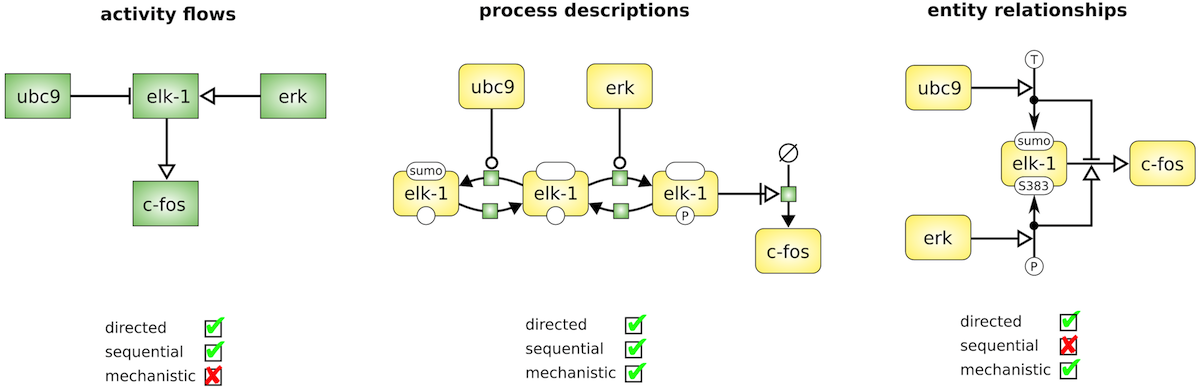 activity flows
ubc9
elk-1
erk
c-fos
directed
sequential
mechanistic
process descriptions
ubc9
erk
sumo
elk-1
elk-1
elk-1
P
∅
c-fos
directed
sequential
mechanistic
entity relationships
T
ubc9
sumo
elk-1
S383
c-fos
erk
P
directed
sequential
mechanistic